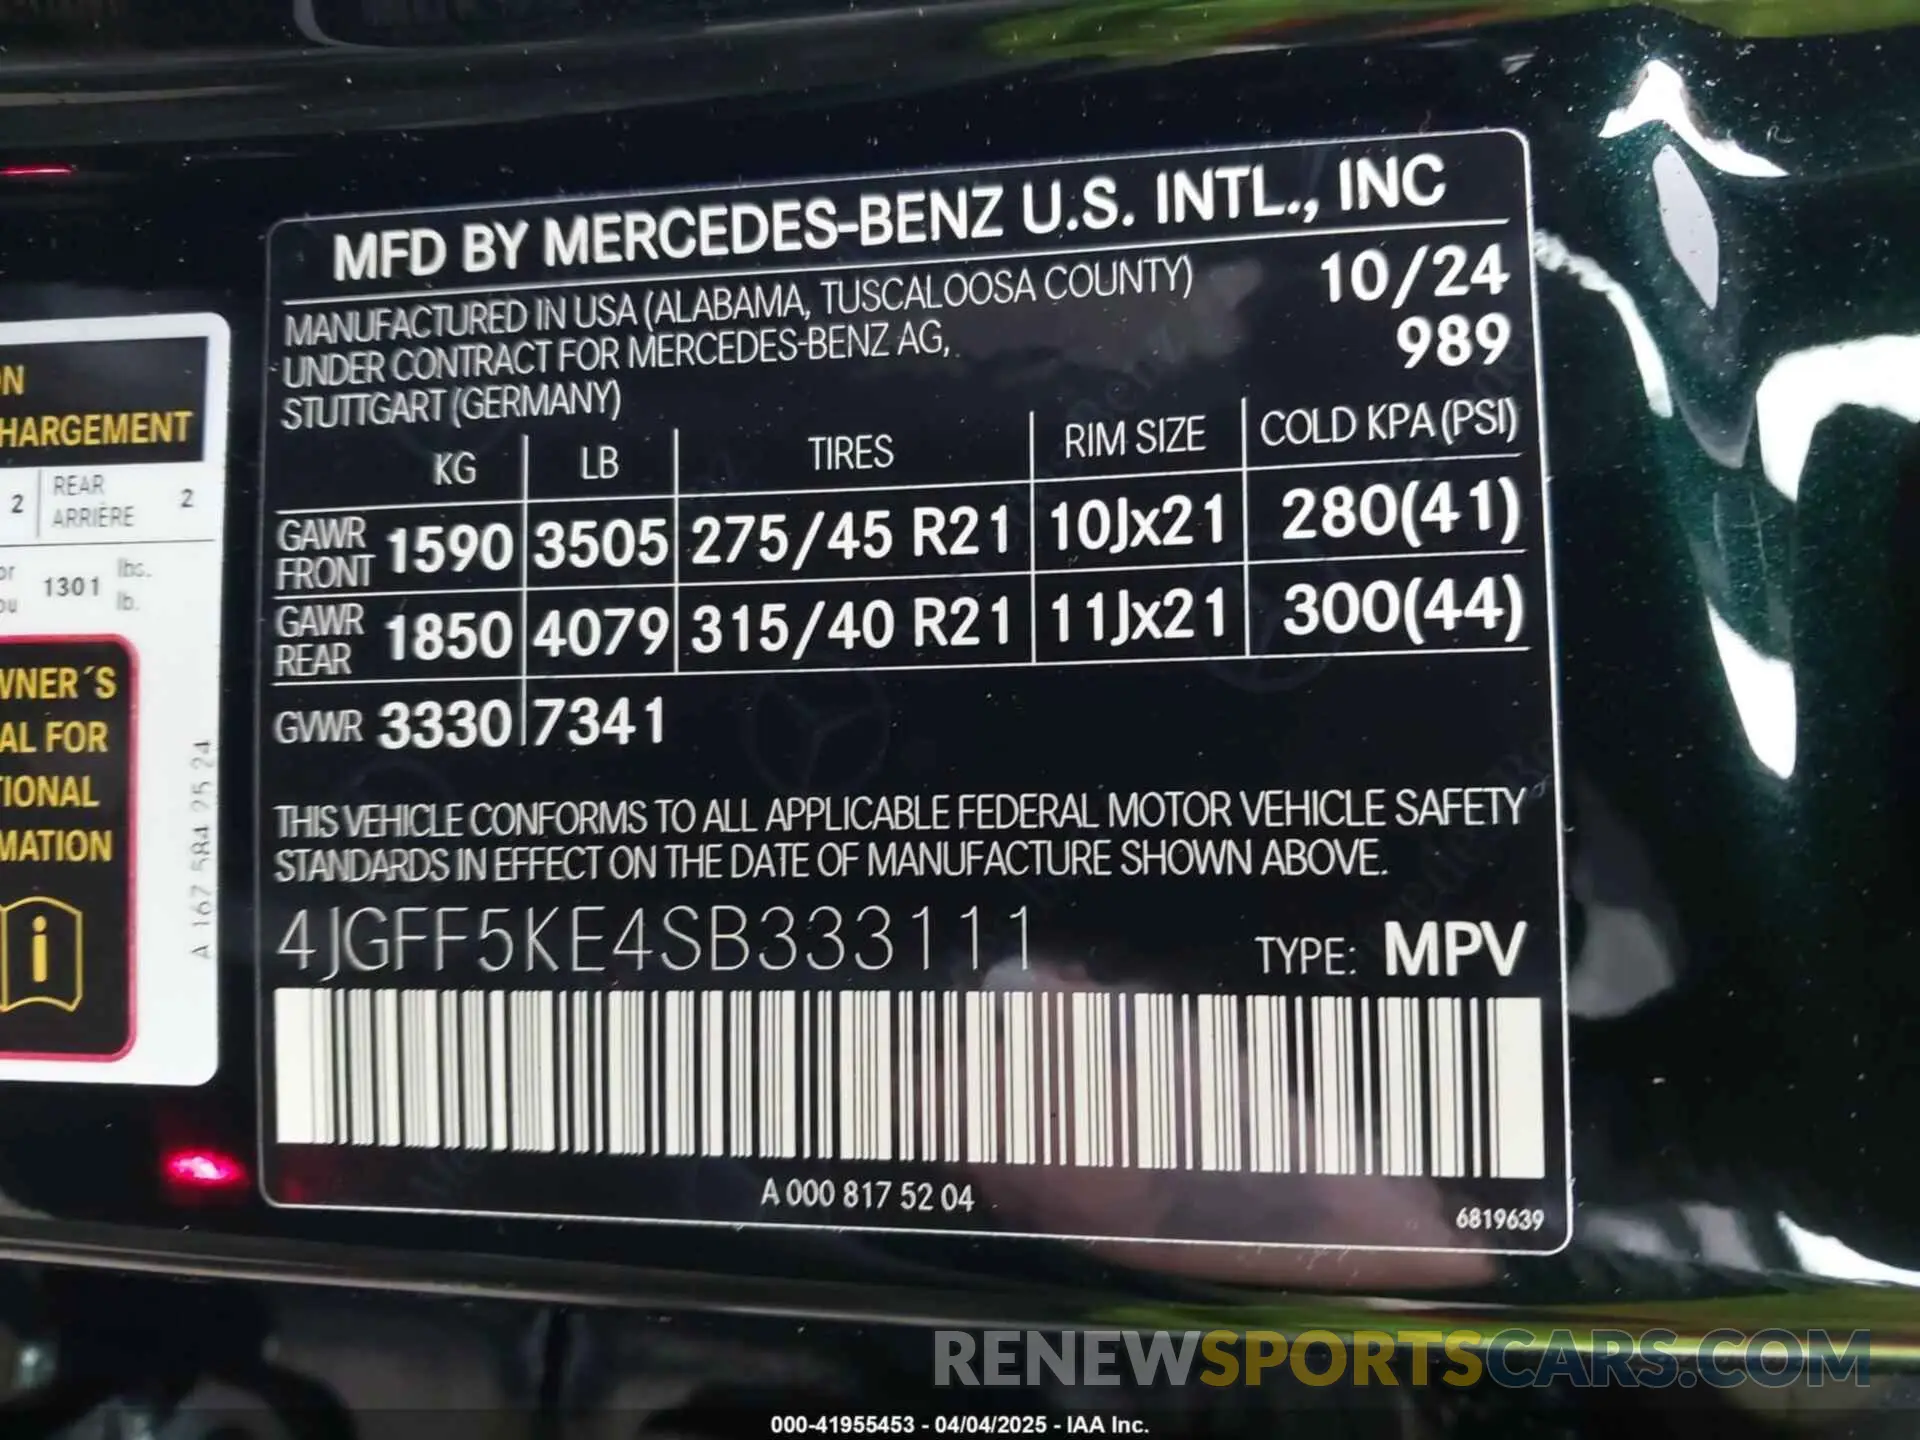 MFD BY MERCEDES-BENZ U.S. INTL., INC
MANUFACTURED IN USA (ALABAMA, TUSCALOOSA COUNTY) 10/24
UNDER CONTRACT FOR MERCEDES-BENZ AG, 989
STUTTGART (GERMANY)
KG LB TIRES RIM SIZE COLD KPA (PSI)
GAWR FRONT 1590 3505 275/45 R21 10Jx21 280(41)
GAWR REAR 1850 4079 315/40 R21 11Jx21 300(44)
GVWR 3330 7341
THIS VEHICLE CONFORMS TO ALL APPLICABLE FEDERAL MOTOR VEHICLE SAFETY
STANDARDS IN EFFECT ON THE DATE OF MANUFACTURE SHOWN ABOVE.
4JGFF5KE4SB333111 TYPE: MPV
A 000 817 52 04
6819639
HARGEMENT
2 REAR 2
ARRIÈRE
1301 lbs.
lb.
WNER´S
AL FOR
TIONAL
MATION
i
A 167 584 25 24
RENEWSPORTSCARS.COM
000-41955453 - 04/04/2025 - IAA Inc.